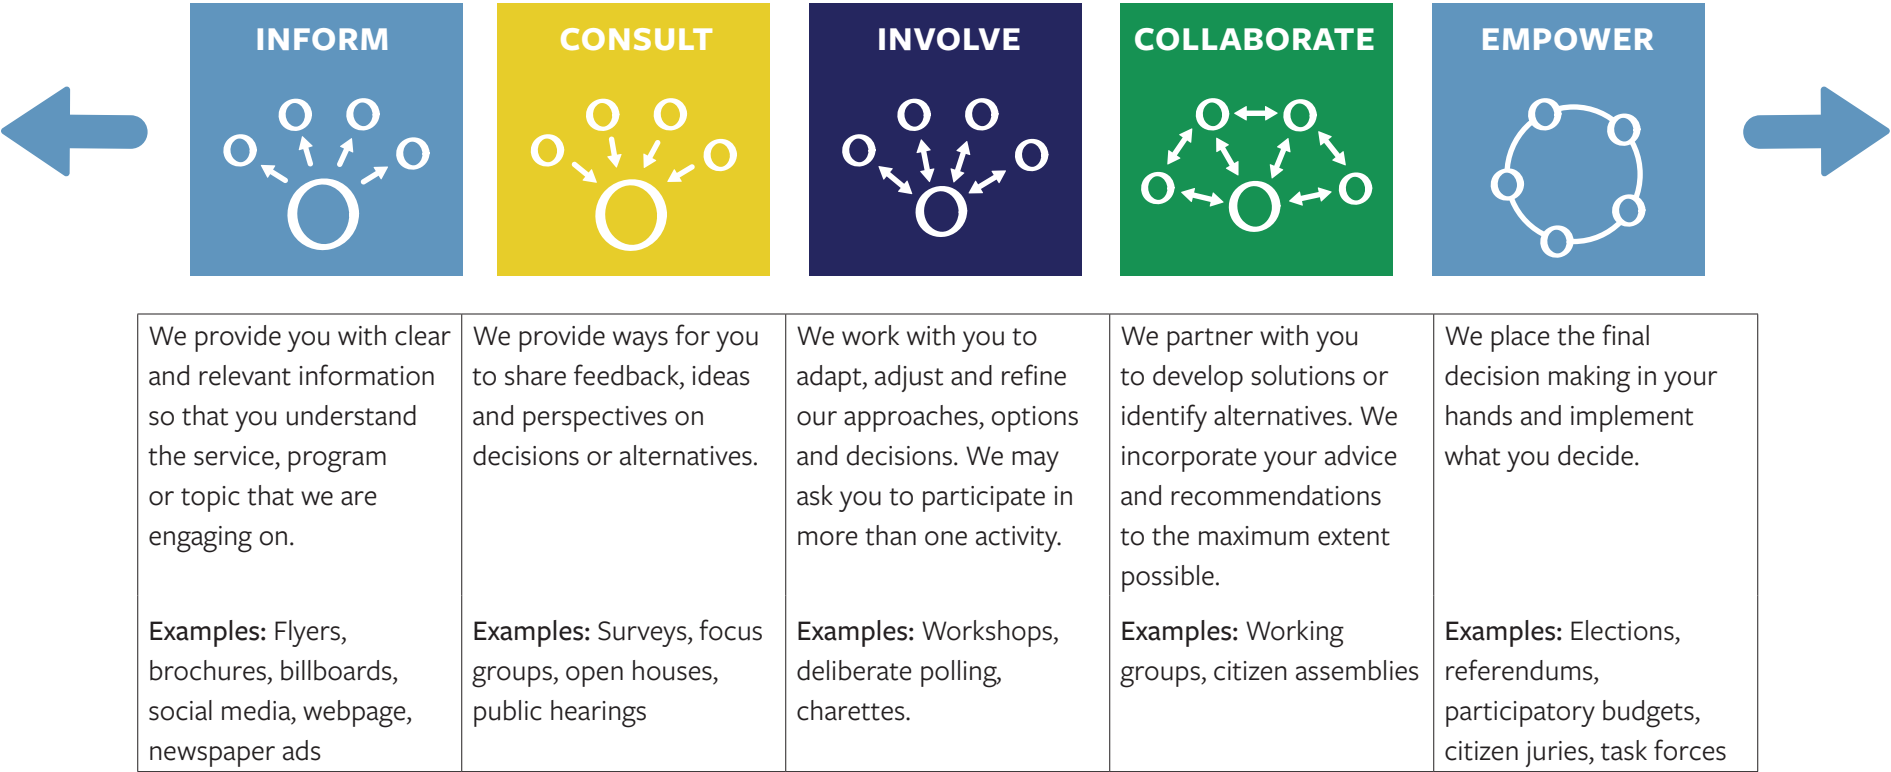 INFORM
CONSULT
INVOLVE
COLLABORATE
EMPOWER
We provide you with clear
and relevant information
so that you understand
the service, program
or topic that we are
engaging on.
Examples: Flyers,
brochures, billboards,
social media, webpage,
newspaper ads
We provide ways for you
to share feedback, ideas
and perspectives on
decisions or alternatives.
Examples: Surveys, focus
groups, open houses,
public hearings
We work with you to
adapt, adjust and refine
our approaches, options
and decisions. We may
ask you to participate in
more than one activity.
Examples: Workshops,
deliberate polling,
charettes.
We partner with you
to develop solutions or
identify alternatives. We
incorporate your advice
and recommendations
to the maximum extent
possible.
Examples: Working
groups, citizen assemblies
We place the final
decision making in your
hands and implement
what you decide.
Examples: Elections,
referendums,
participatory budgets,
citizen juries, task forces